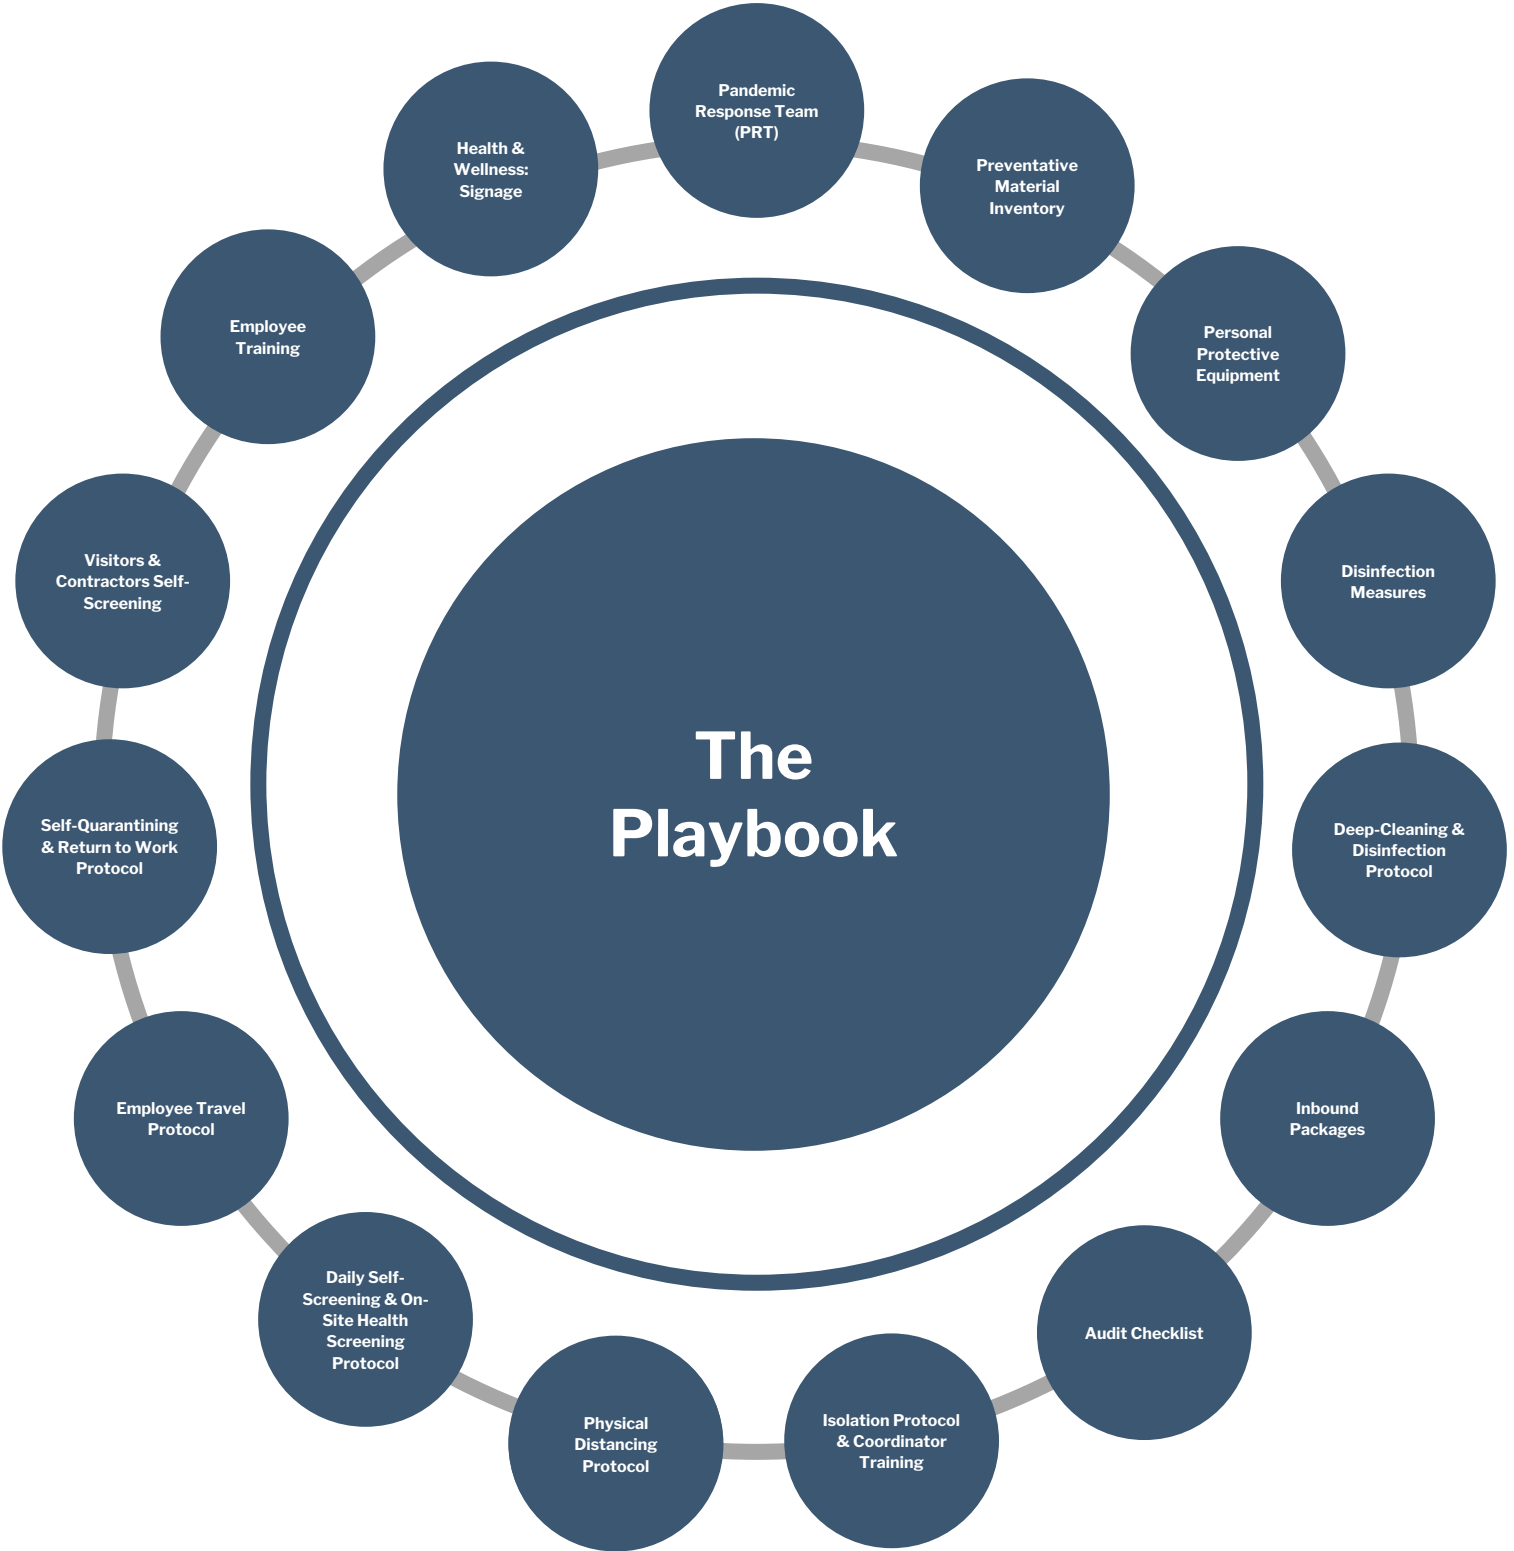 Pandemic
Response Team
(PRT)
Preventative
Material
Inventory
Personal
Protective
Equipment
Disinfection
Measures
Deep-Cleaning &
Disinfection
Protocol
Inbound
Packages
Audit Checklist
Isolation Protocol
& Coordinator
Training
Physical
Distancing
Protocol
Daily Self-
Screening & On-
Site Health
Screening
Protocol
Employee Travel
Protocol
Self-Quarantining
& Return to Work
Protocol
Visitors &
Contractors Self-
Screening
Employee
Training
Health &
Wellness:
Signage
The
Playbook